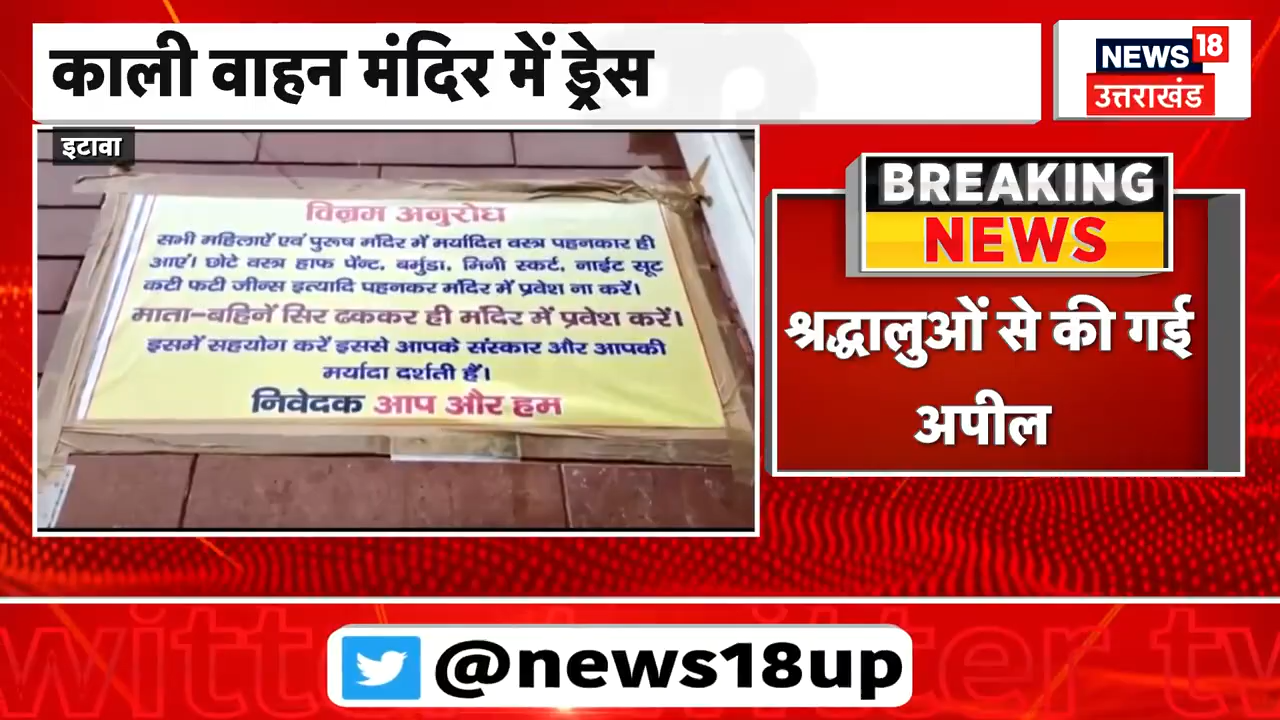 काली वाहन मंदिर में ड्रेस
NEWS 18
उत्तराखंड
इटावा
विनम्र अनुरोध
सभी महिलाऐं एवं पुरूष मंदिर में मर्यादित वस्त्र पहनकार ही
आएं। छोटे वस्त्र हाफ पेंन्ट, बर्मुडा, मिनी स्कर्ट, नाईट सूट
कटी फटी जीन्स इत्यादि पहनकर मंदिर में प्रवेश ना करें।
माता-बहिनें सिर ढककर ही मंदिर में प्रवेश करें।
इसमें सहयोग करें इससे आपके संस्कार और आपकी
मर्यादा दर्शती हैं।
निवेदक आप और हम
BREAKING
NEWS
श्रद्धालुओं से की गई
अपील
@news18up